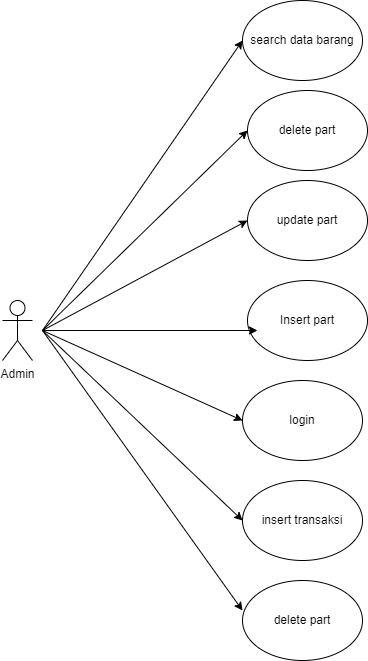 search data barang
delete part
update part
Insert part
Admin
login
insert transaksi
delete part